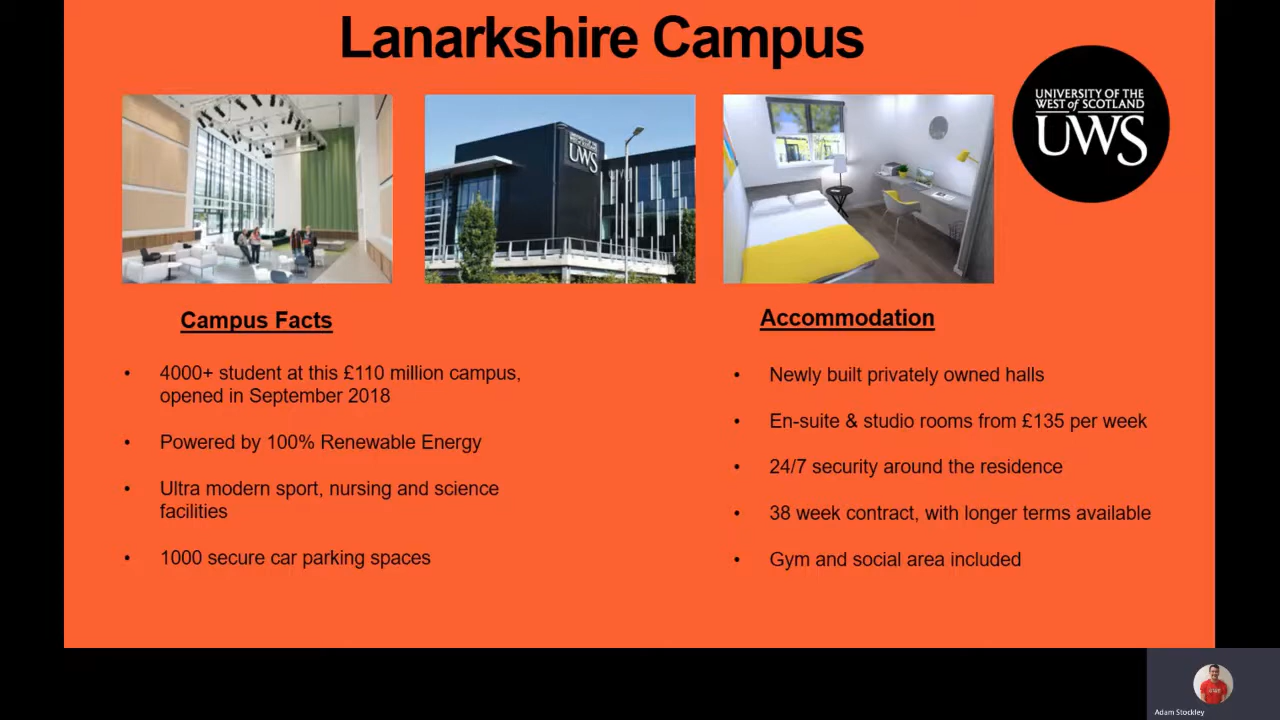 Lanarkshire Campus
UNIVERSITY OF THE
WEST of SCOTLAND
UWS
UWS
Campus Facts
• 4000+ student at this £110 million campus,
opened in September 2018
• Powered by 100% Renewable Energy
• Ultra modern sport, nursing and science
facilities
• 1000 secure car parking spaces
Accommodation
• Newly built privately owned halls
• En-suite & studio rooms from £135 per week
• 24/7 security around the residence
• 38 week contract, with longer terms available
• Gym and social area included
Adam Stockley